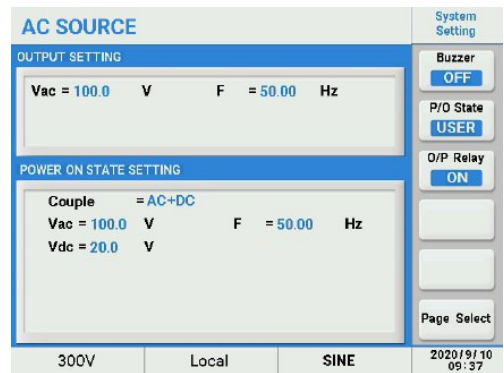 AC SOURCE
OUTPUT SETTING
Vac = 100.0 V F = 50.00 Hz
POWER ON STATE SETTING
Couple = AC+DC
Vac = 100.0 V F = 50.00 Hz
Vdc = 20.0 V
300V Local SINE
System
Setting
Buzzer
OFF
P/O State
USER
O/P Relay
ON
Page Select
2020/9/10
09:37